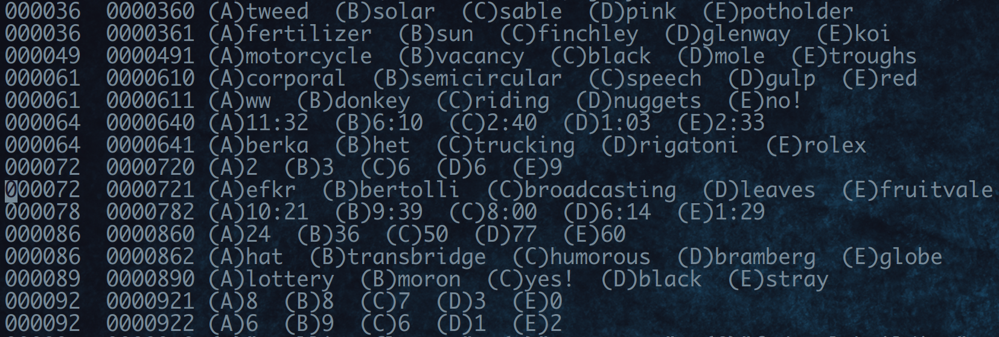 000036  0000360 (A)tweed  (B)solar  (C)sable  (D)pink  (E)potholder
000036  0000361 (A)fertilizer  (B)sun  (C)finchley  (D)glenway  (E)koi
000049  0000491 (A)motorcycle  (B)vacancy  (C)black  (D)mole  (E)troughs
000061  0000610 (A)corporal  (B)semicircular  (C)speech  (D)gulp  (E)red
000061  0000611 (A)ww  (B)donkey  (C)riding  (D)nuggets  (E)no!
000064  0000640 (A)11:32  (B)6:10  (C)2:40  (D)1:03  (E)2:33
000064  0000641 (A)berka  (B)het  (C)trucking  (D)rigatoni  (E)rolex
000072  0000720 (A)2  (B)3  (C)6  (D)6  (E)9
000072  0000721 (A)efkr  (B)bertolli  (C)broadcasting  (D)leaves  (E)fruitvale
000078  0000782 (A)10:21  (B)9:39  (C)8:00  (D)6:14  (E)1:29
000086  0000860 (A)24  (B)36  (C)50  (D)77  (E)60
000086  0000862 (A)hat  (B)transbridge  (C)humorous  (D)bramberg  (E)globe
000089  0000890 (A)lottery  (B)moron  (C)yes!  (D)black  (E)stray
000092  0000921 (A)8  (B)8  (C)7  (D)3  (E)0
000092  0000922 (A)6  (B)9  (C)6  (D)1  (E)2